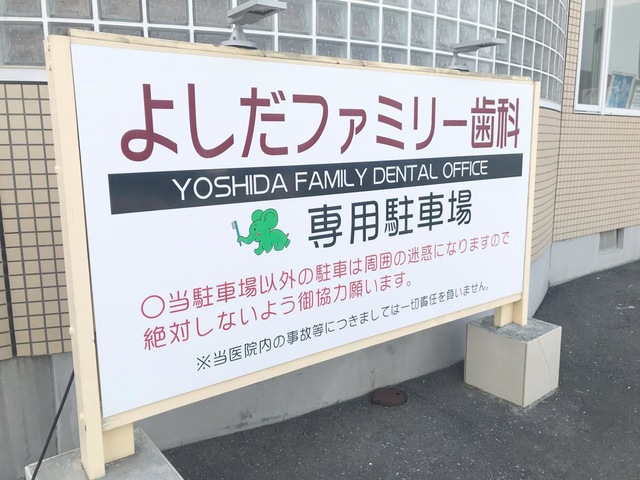 よしだファミリー歯科
YOSHIDA FAMILY DENTAL OFFICE
専用駐車場
○当駐車場以外の駐車は周囲の迷惑になりますので
絶対しないよう御協力願います。
※当医院内の事故等につきましては一切責任を負いません。